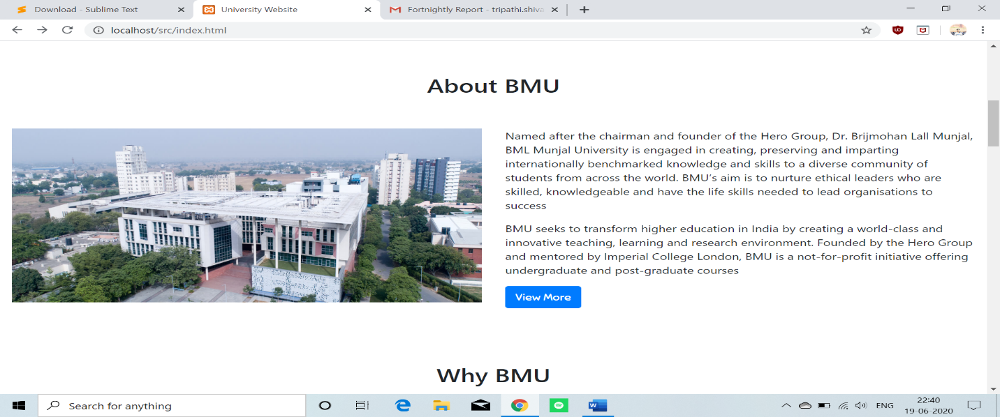 Download - Sublime Text
University Website
Fortnightly Report - tripathi.shiva
localhost/src/index.html
About BMU
Named after the chairman and founder of the Hero Group, Dr. Brijmohan Lall Munjal,
BML Munjal University is engaged in creating, preserving and imparting
internationally benchmarked knowledge and skills to a diverse community of
students from across the world. BMU's aim is to nurture ethical leaders who are
skilled, knowledgeable and have the life skills needed to lead organisations to
success
BMU seeks to transform higher education in India by creating a world-class and
innovative teaching, learning and research environment. Founded by the Hero Group
and mentored by Imperial College London, BMU is a not-for-profit initiative offering
undergraduate and post-graduate courses
View More
Why BMU
Search for anything
ENG
22:40
19-06-2020